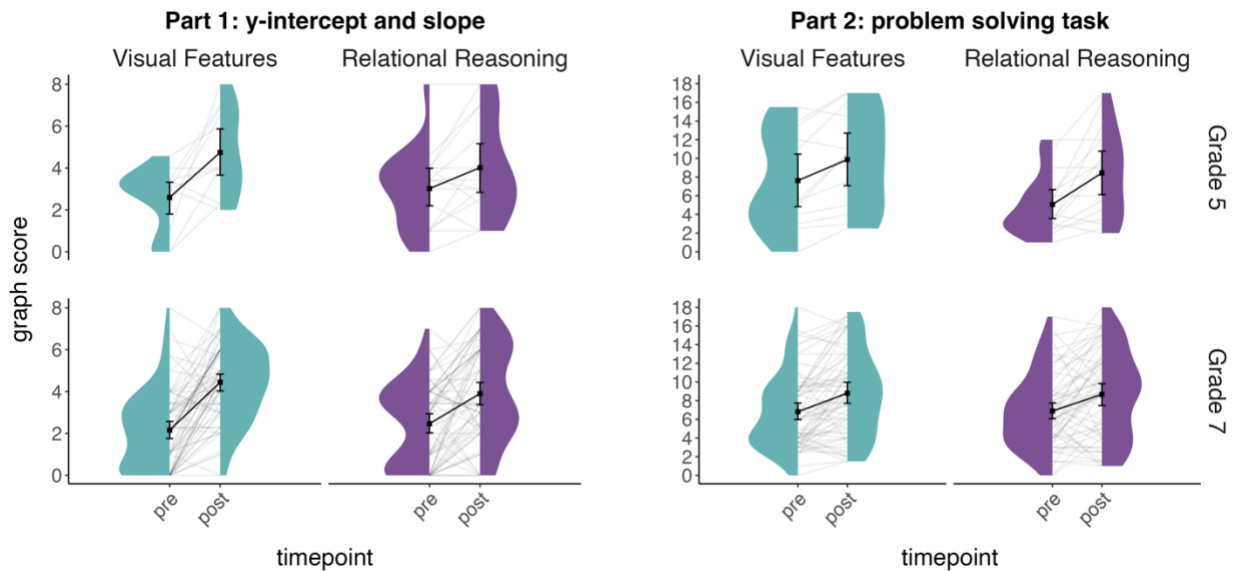 Part 1: y-intercept and slope
Part 2: problem solving task
Visual Features
Relational Reasoning
Visual Features
Relational Reasoning
8
6
4
2
0
18
16
14
12
10
8
6
4
2
0
Grade 5
graph score
8
6
4
2
0
18
16
14
12
10
8
6
4
2
0
Grade 7
pre
post
pre
post
pre
post
pre
post
timepoint
timepoint